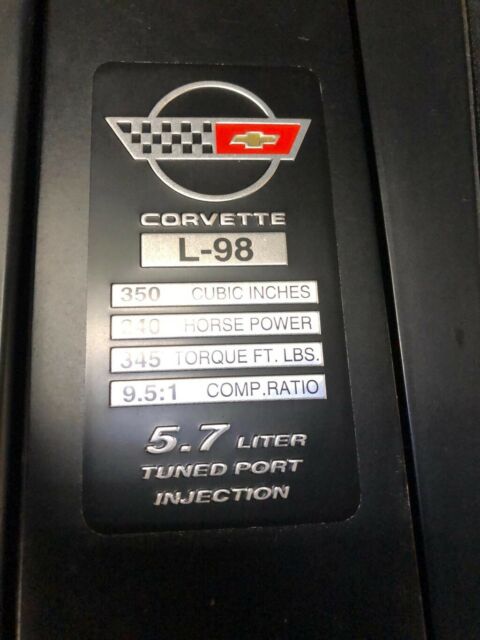 CORVETTE
L-98
350 CUBIC INCHES
240 HORSE POWER
345 TORQUE FT. LBS.
9.5:1 COMP.RATIO
5.7 LITER
TUNED PORT
INJECTION